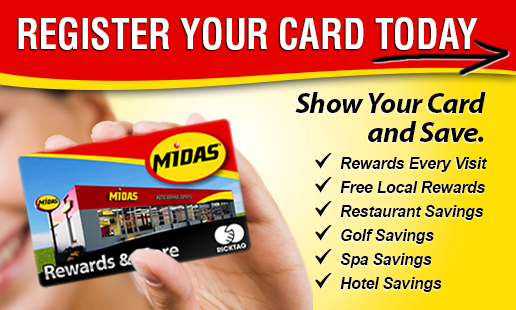 REGISTER YOUR CARD TODAY
Show Your Card
and Save.
✓ Rewards Every Visit
✓ Free Local Rewards
✓ Restaurant Savings
✓ Golf Savings
✓ Spa Savings
✓ Hotel Savings
MIDAS
MIDAS
MIDAS
AUTO SERVICE EXPERTS
RICKTAG
Rewards &